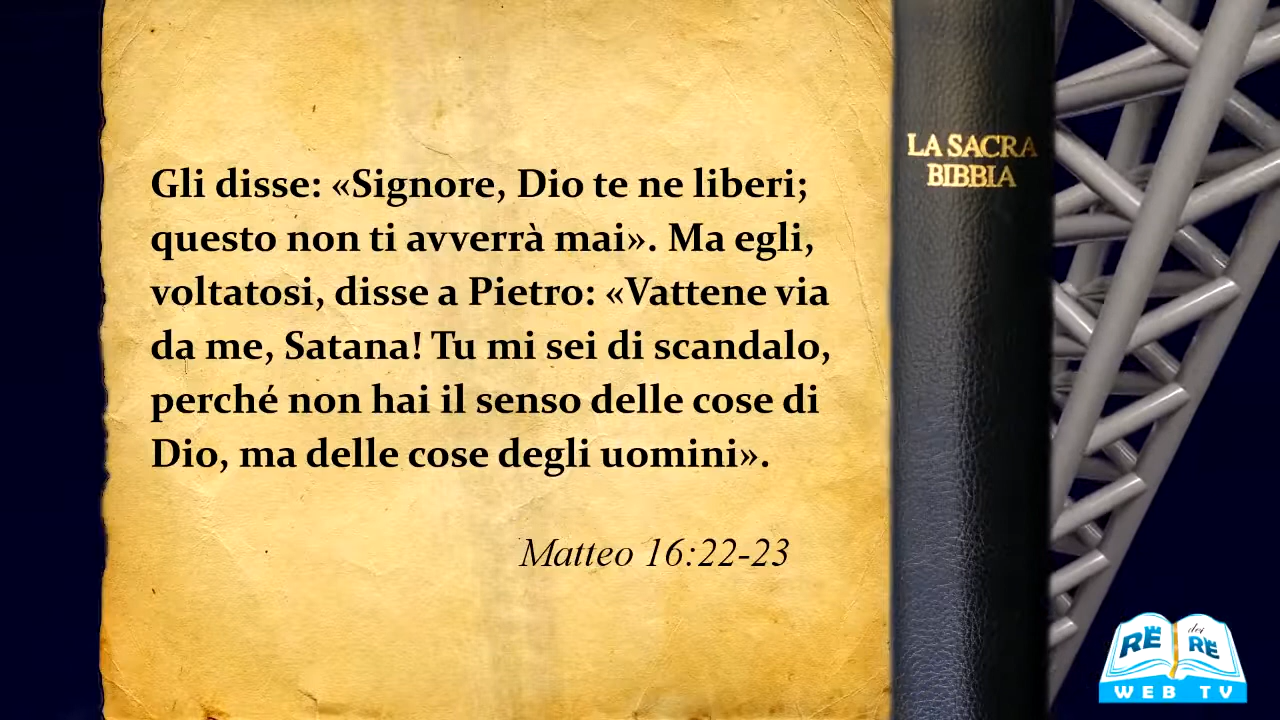 Gli disse: «Signore, Dio te ne liberi;
questo non ti avverrà mai». Ma egli,
voltatosi, disse a Pietro: «Vattene via
da me, Satana! Tu mi sei di scandalo,
perché non hai il senso delle cose di
Dio, ma delle cose degli uomini».
Matteo 16:22-23
LA SACRA
BIBBIA
RE dei RE
WEB TV